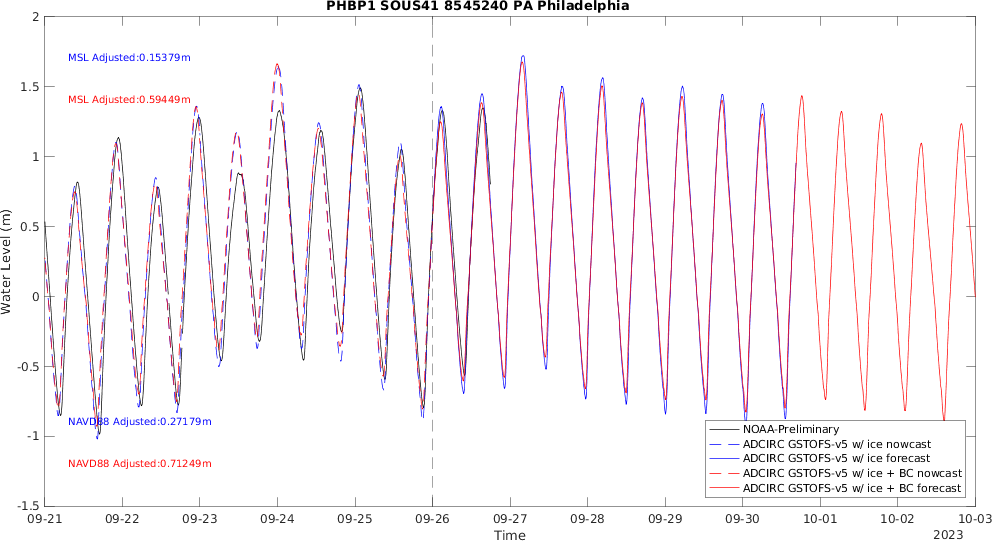 PHBP1 SOUS41 8545240 PA Philadelphia
2
1.5
1
0.5
0
-0.5
-1
-1.5
Water Level (m)
MSL Adjusted:0.15379m
MSL Adjusted:0.59449m
NAVD88 Adjusted:0.27179m
NAVD88 Adjusted:0.71249m
NOAA-Preliminary
ADCIRC GSTOFS-v5 w/ ice nowcast
ADCIRC GSTOFS-v5 w/ ice forecast
ADCIRC GSTOFS-v5 w/ ice + BC nowcast
ADCIRC GSTOFS-v5 w/ ice + BC forecast
09-21 09-22 09-23 09-24 09-25 09-26 09-27 09-28 09-29 09-30 10-01 10-02 10-03
Time
2023